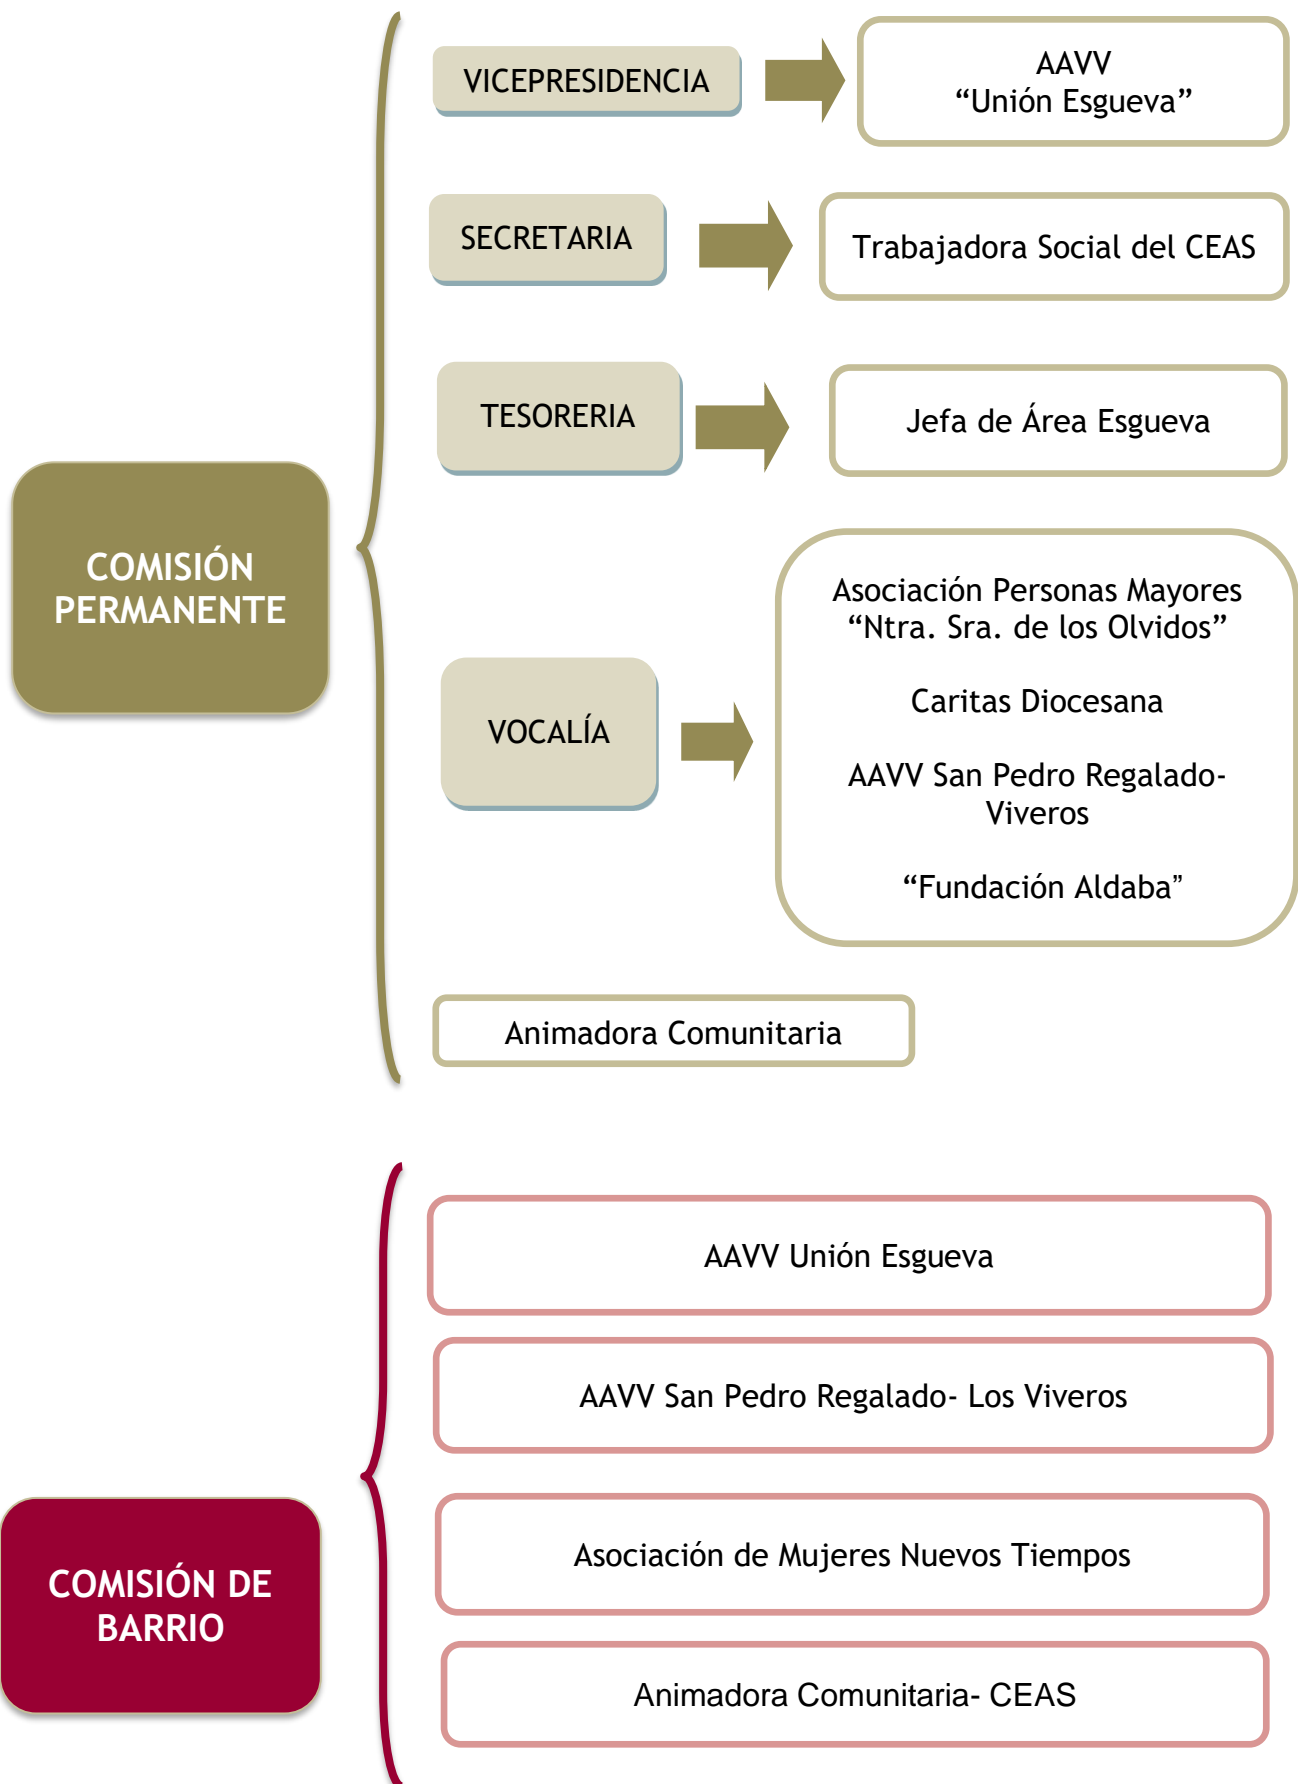 COMISIÓN
PERMANENTE
VICEPRESIDENCIA
AAVV
“Unión Esgueva”
SECRETARIA
Trabajadora Social del CEAS
TESORERIA
Jefa de Área Esgueva
VOCALÍA
Asociación Personas Mayores
“Ntra. Sra. de los Olvidos”
Caritas Diocesana
AAVV San Pedro Regalado-
Viveros
“Fundación Aldaba”
Animadora Comunitaria
COMISIÓN DE
BARRIO
AAVV Unión Esgueva
AAVV San Pedro Regalado- Los Viveros
Asociación de Mujeres Nuevos Tiempos
Animadora Comunitaria- CEAS